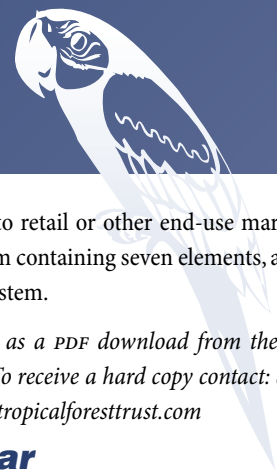 to retail or other end-use mar
m containing seven elements, a
stem.
as a PDF download from the
To receive a hard copy contact:
tropicalforesttrust.com
ar